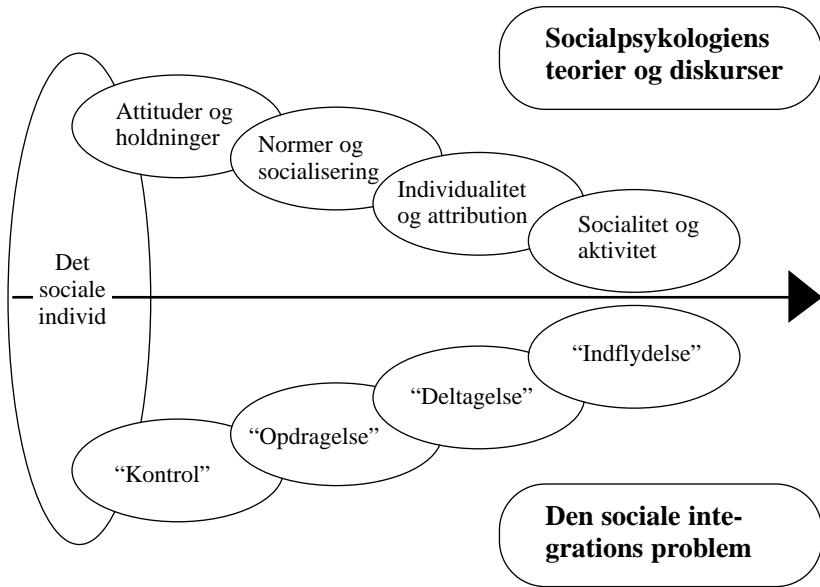 Socialpsykologiens
teorier og diskurser
Attituder og
holdninger
Normer og
socialisering
Individualitet
og attribution
Socialitet og
aktivitet
Det
sociale
individ
“Indflydelse”
“Deltagelse”
“Opdragelse”
“Kontrol”
Den sociale inte-
grations problem